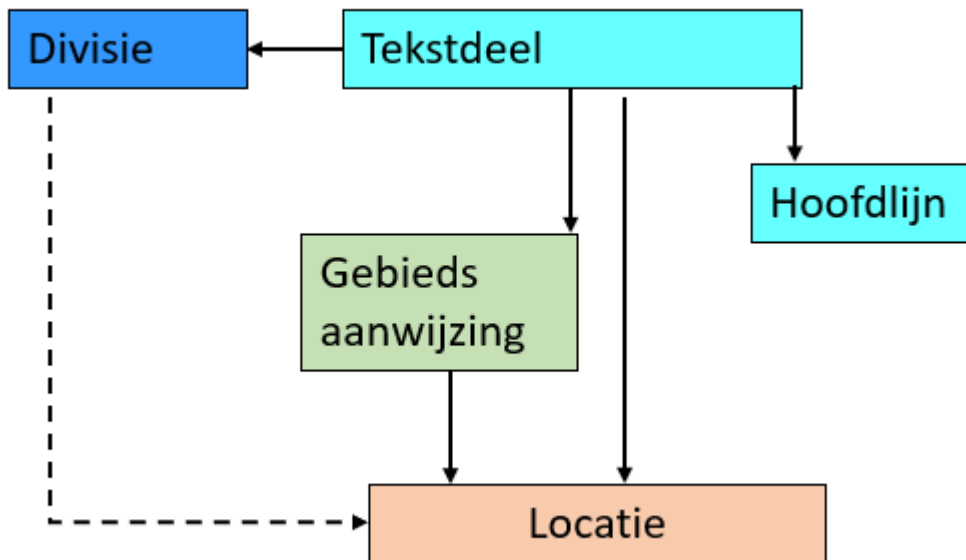 Divisie
Tekstdeel
Hoofdlijn
Gebieds
aanwijzing
Locatie